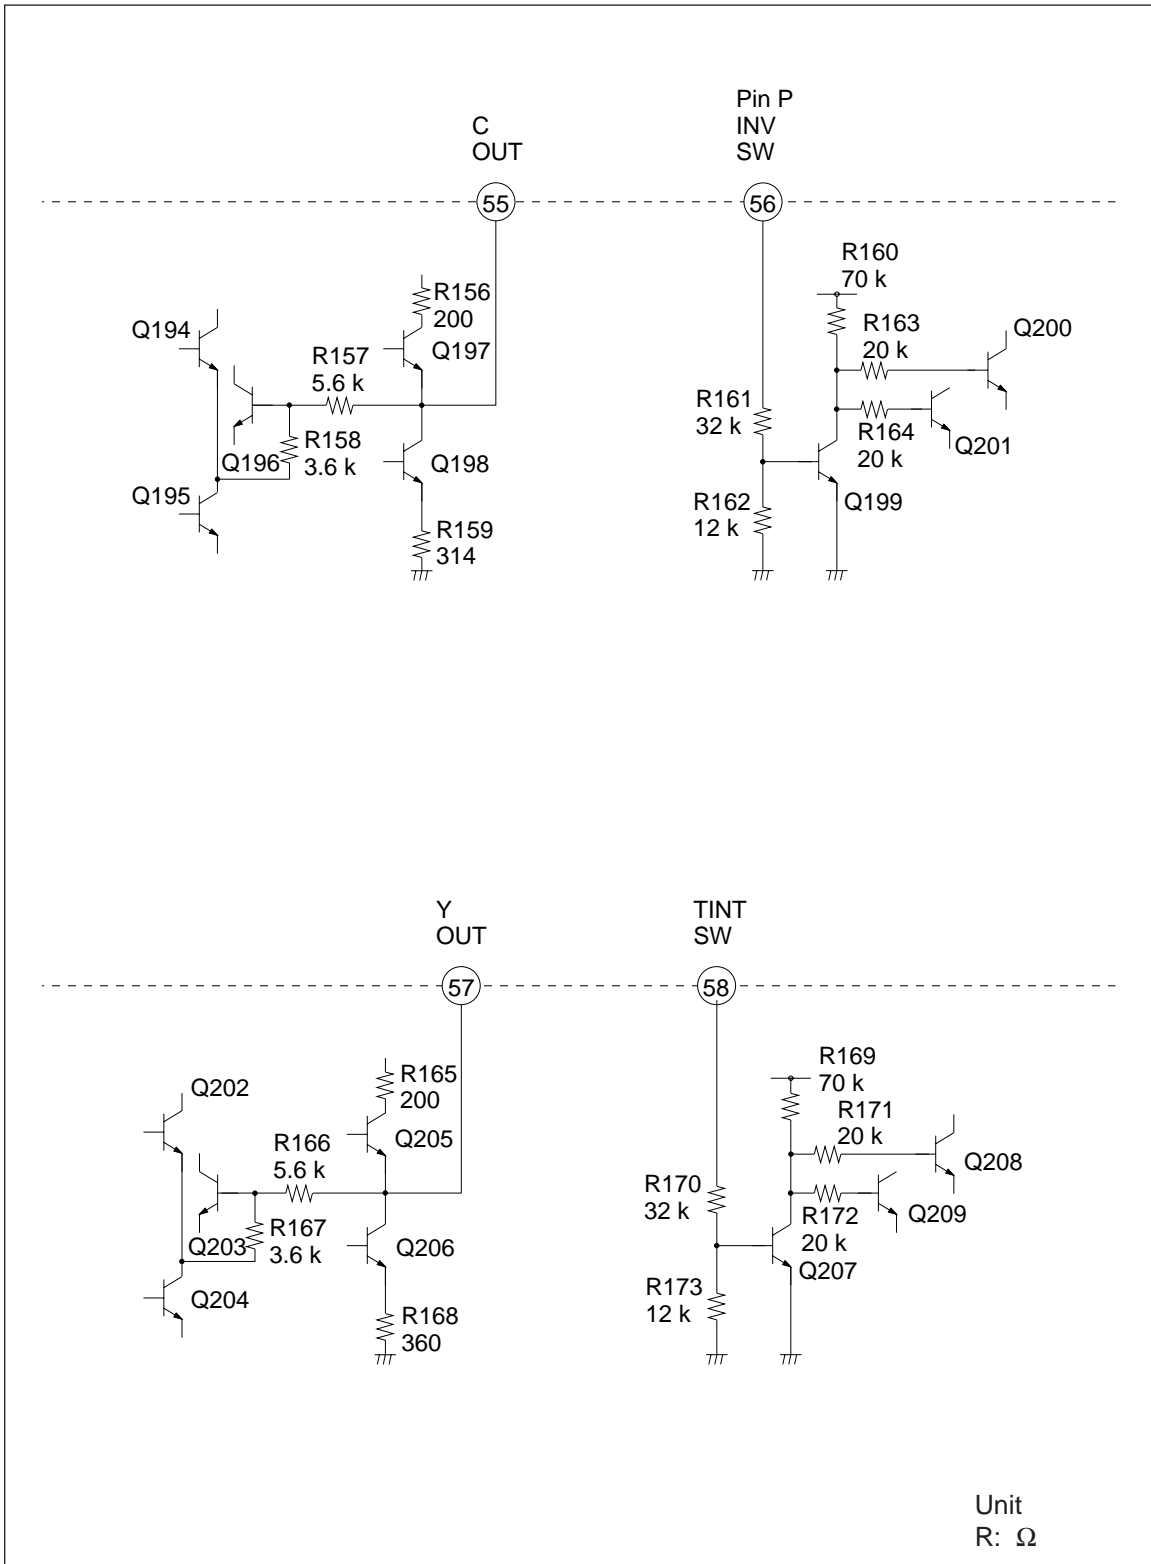 C
OUT
Pin P
INV
SW
55
56
R160
70 k
R156
200
Q194
Q197
R163
20 k
Q200
R157
5.6 k
R161
32 k
R164
20 k
Q201
R158
3.6 k
Q196
Q198
Q195
R162
12 k
Q199
R159
314
Y
OUT
TINT
SW
57
58
R169
70 k
R165
200
Q202
Q205
R171
20 k
Q208
R166
5.6 k
R170
32 k
R172
20 k
Q209
R167
3.6 k
Q203
Q206
Q207
Q204
R173
12 k
R168
360
Unit
R: Ω